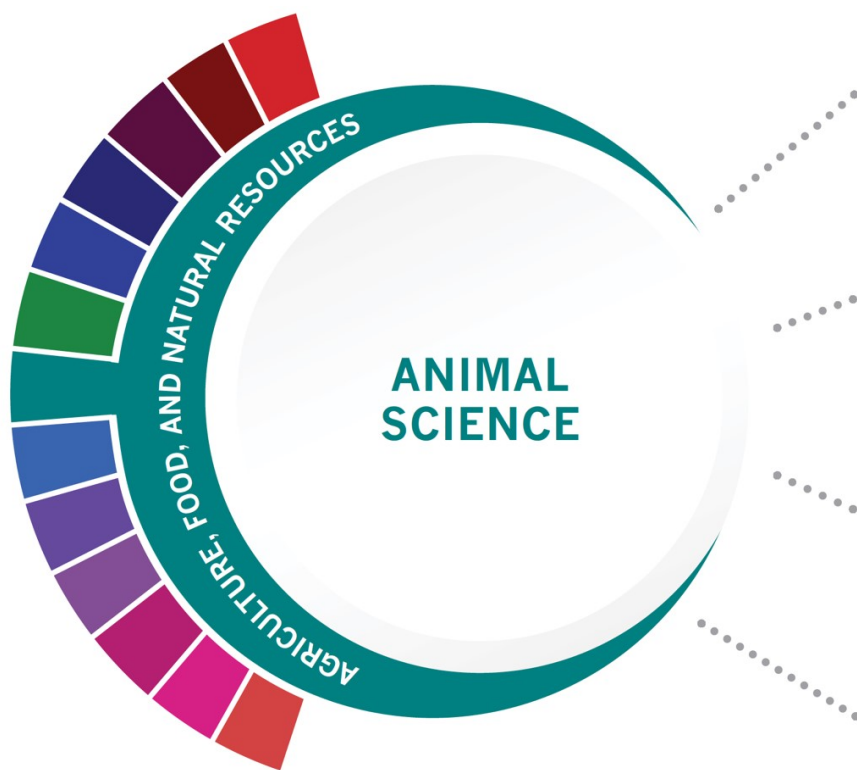 AGRICULTURE, FOOD, AND NATURAL RESOURCES
ANIMAL
SCIENCE